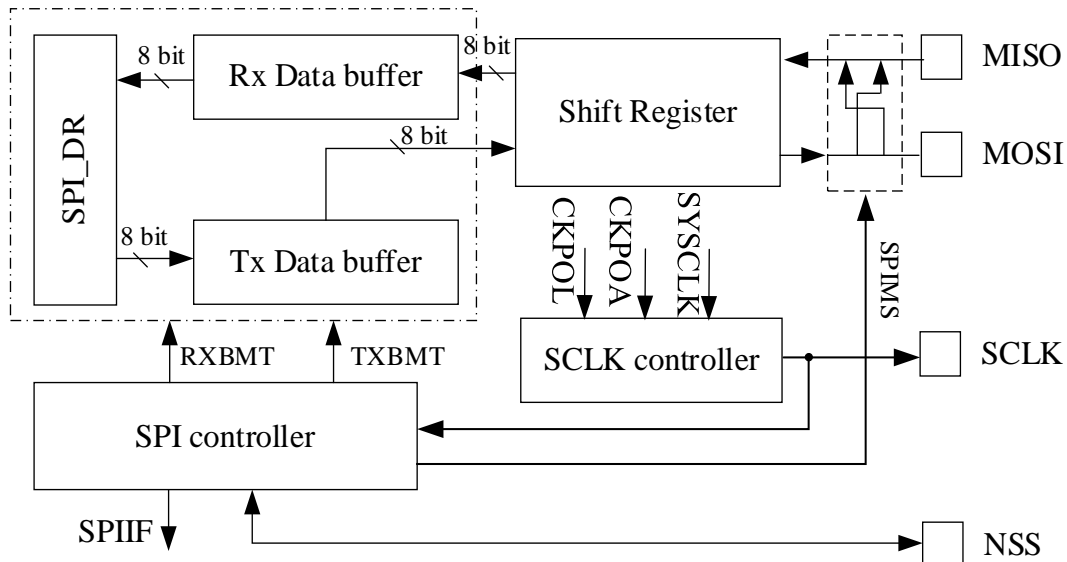 8 bit
Rx Data buffer
8 bit
Shift Register
MISO
MOSI
SPI_DR
8 bit
8 bit
Tx Data buffer
CKPOL
CKPOA
SYSCLK
SPIMS
RXBMT
TXBMT
SCLK controller
SCLK
SPI controller
SPIIF
NSS